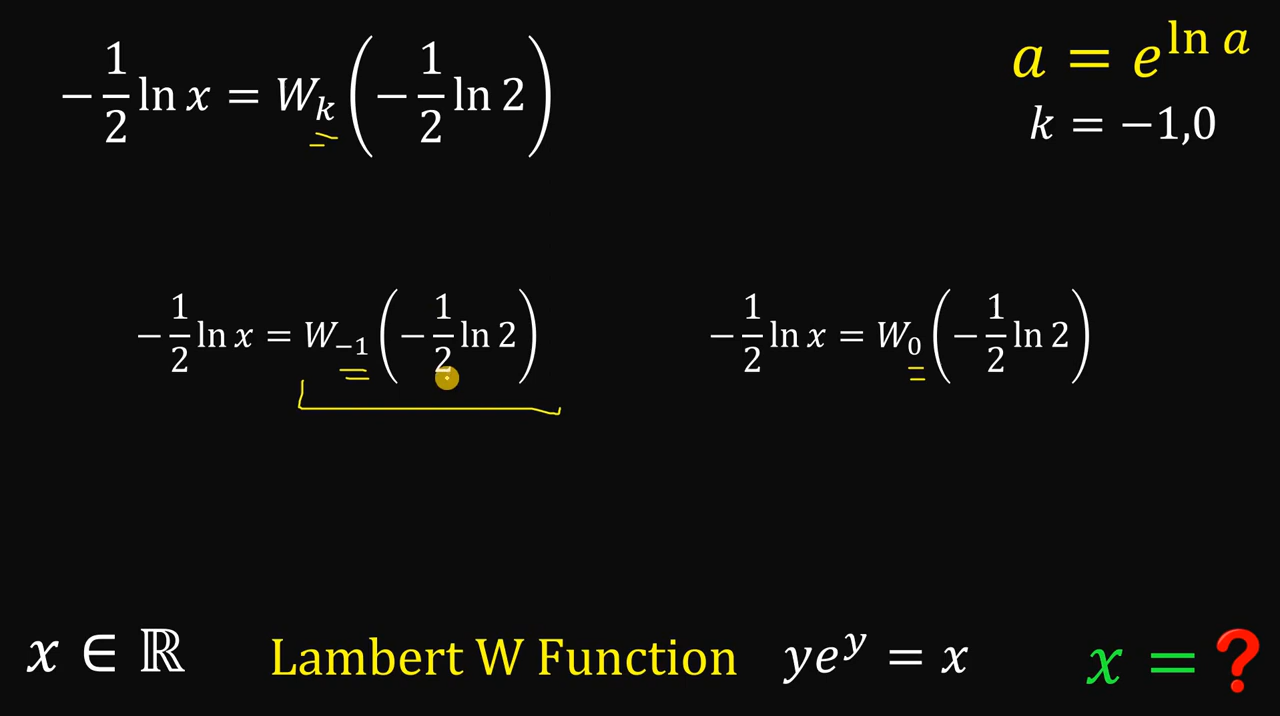 −1/2 ln x = W_k(−1/2 ln 2)
a = e^{ln a}
k = −1,0
−1/2 ln x = W_{−1}(−1/2 ln 2)
−1/2 ln x = W_0(−1/2 ln 2)
x ∈ ℝ
Lambert W Function
ye^y = x
x = ❓